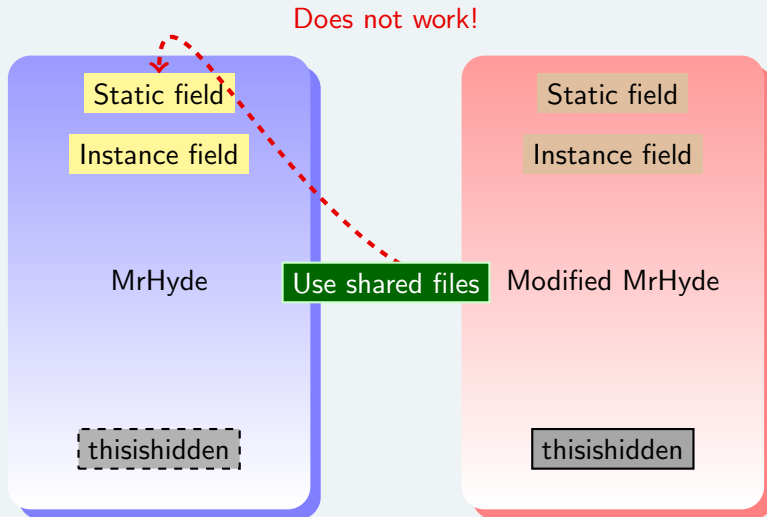 Does not work!
Static field
Instance field
MrHyde
thisishidden
Use shared files
Static field
Instance field
Modified MrHyde
thisishidden